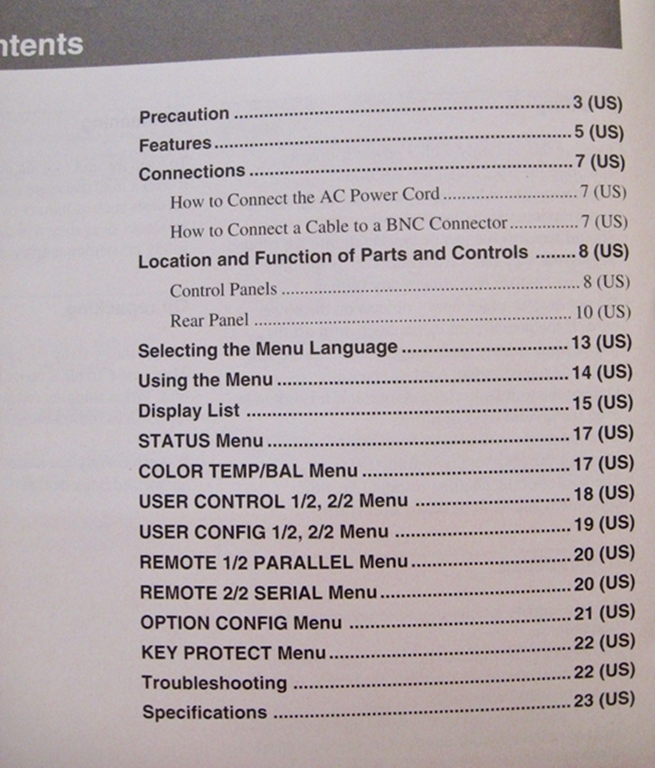 ntents
Precaution 3 (US)
Features 5 (US)
Connections 7 (US)
How to Connect the AC Power Cord 7 (US)
How to Connect a Cable to a BNC Connector 7 (US)
Location and Function of Parts and Controls 8 (US)
Control Panels 8 (US)
Rear Panel 10 (US)
Selecting the Menu Language 13 (US)
Using the Menu 14 (US)
Display List 15 (US)
STATUS Menu 17 (US)
COLOR TEMP/BAL Menu 17 (US)
USER CONTROL 1/2, 2/2 Menu 18 (US)
USER CONFIG 1/2, 2/2 Menu 19 (US)
REMOTE 1/2 PARALLEL Menu 20 (US)
REMOTE 2/2 SERIAL Menu 20 (US)
OPTION CONFIG Menu 21 (US)
KEY PROTECT Menu 22 (US)
Troubleshooting 22 (US)
Specifications 23 (US)